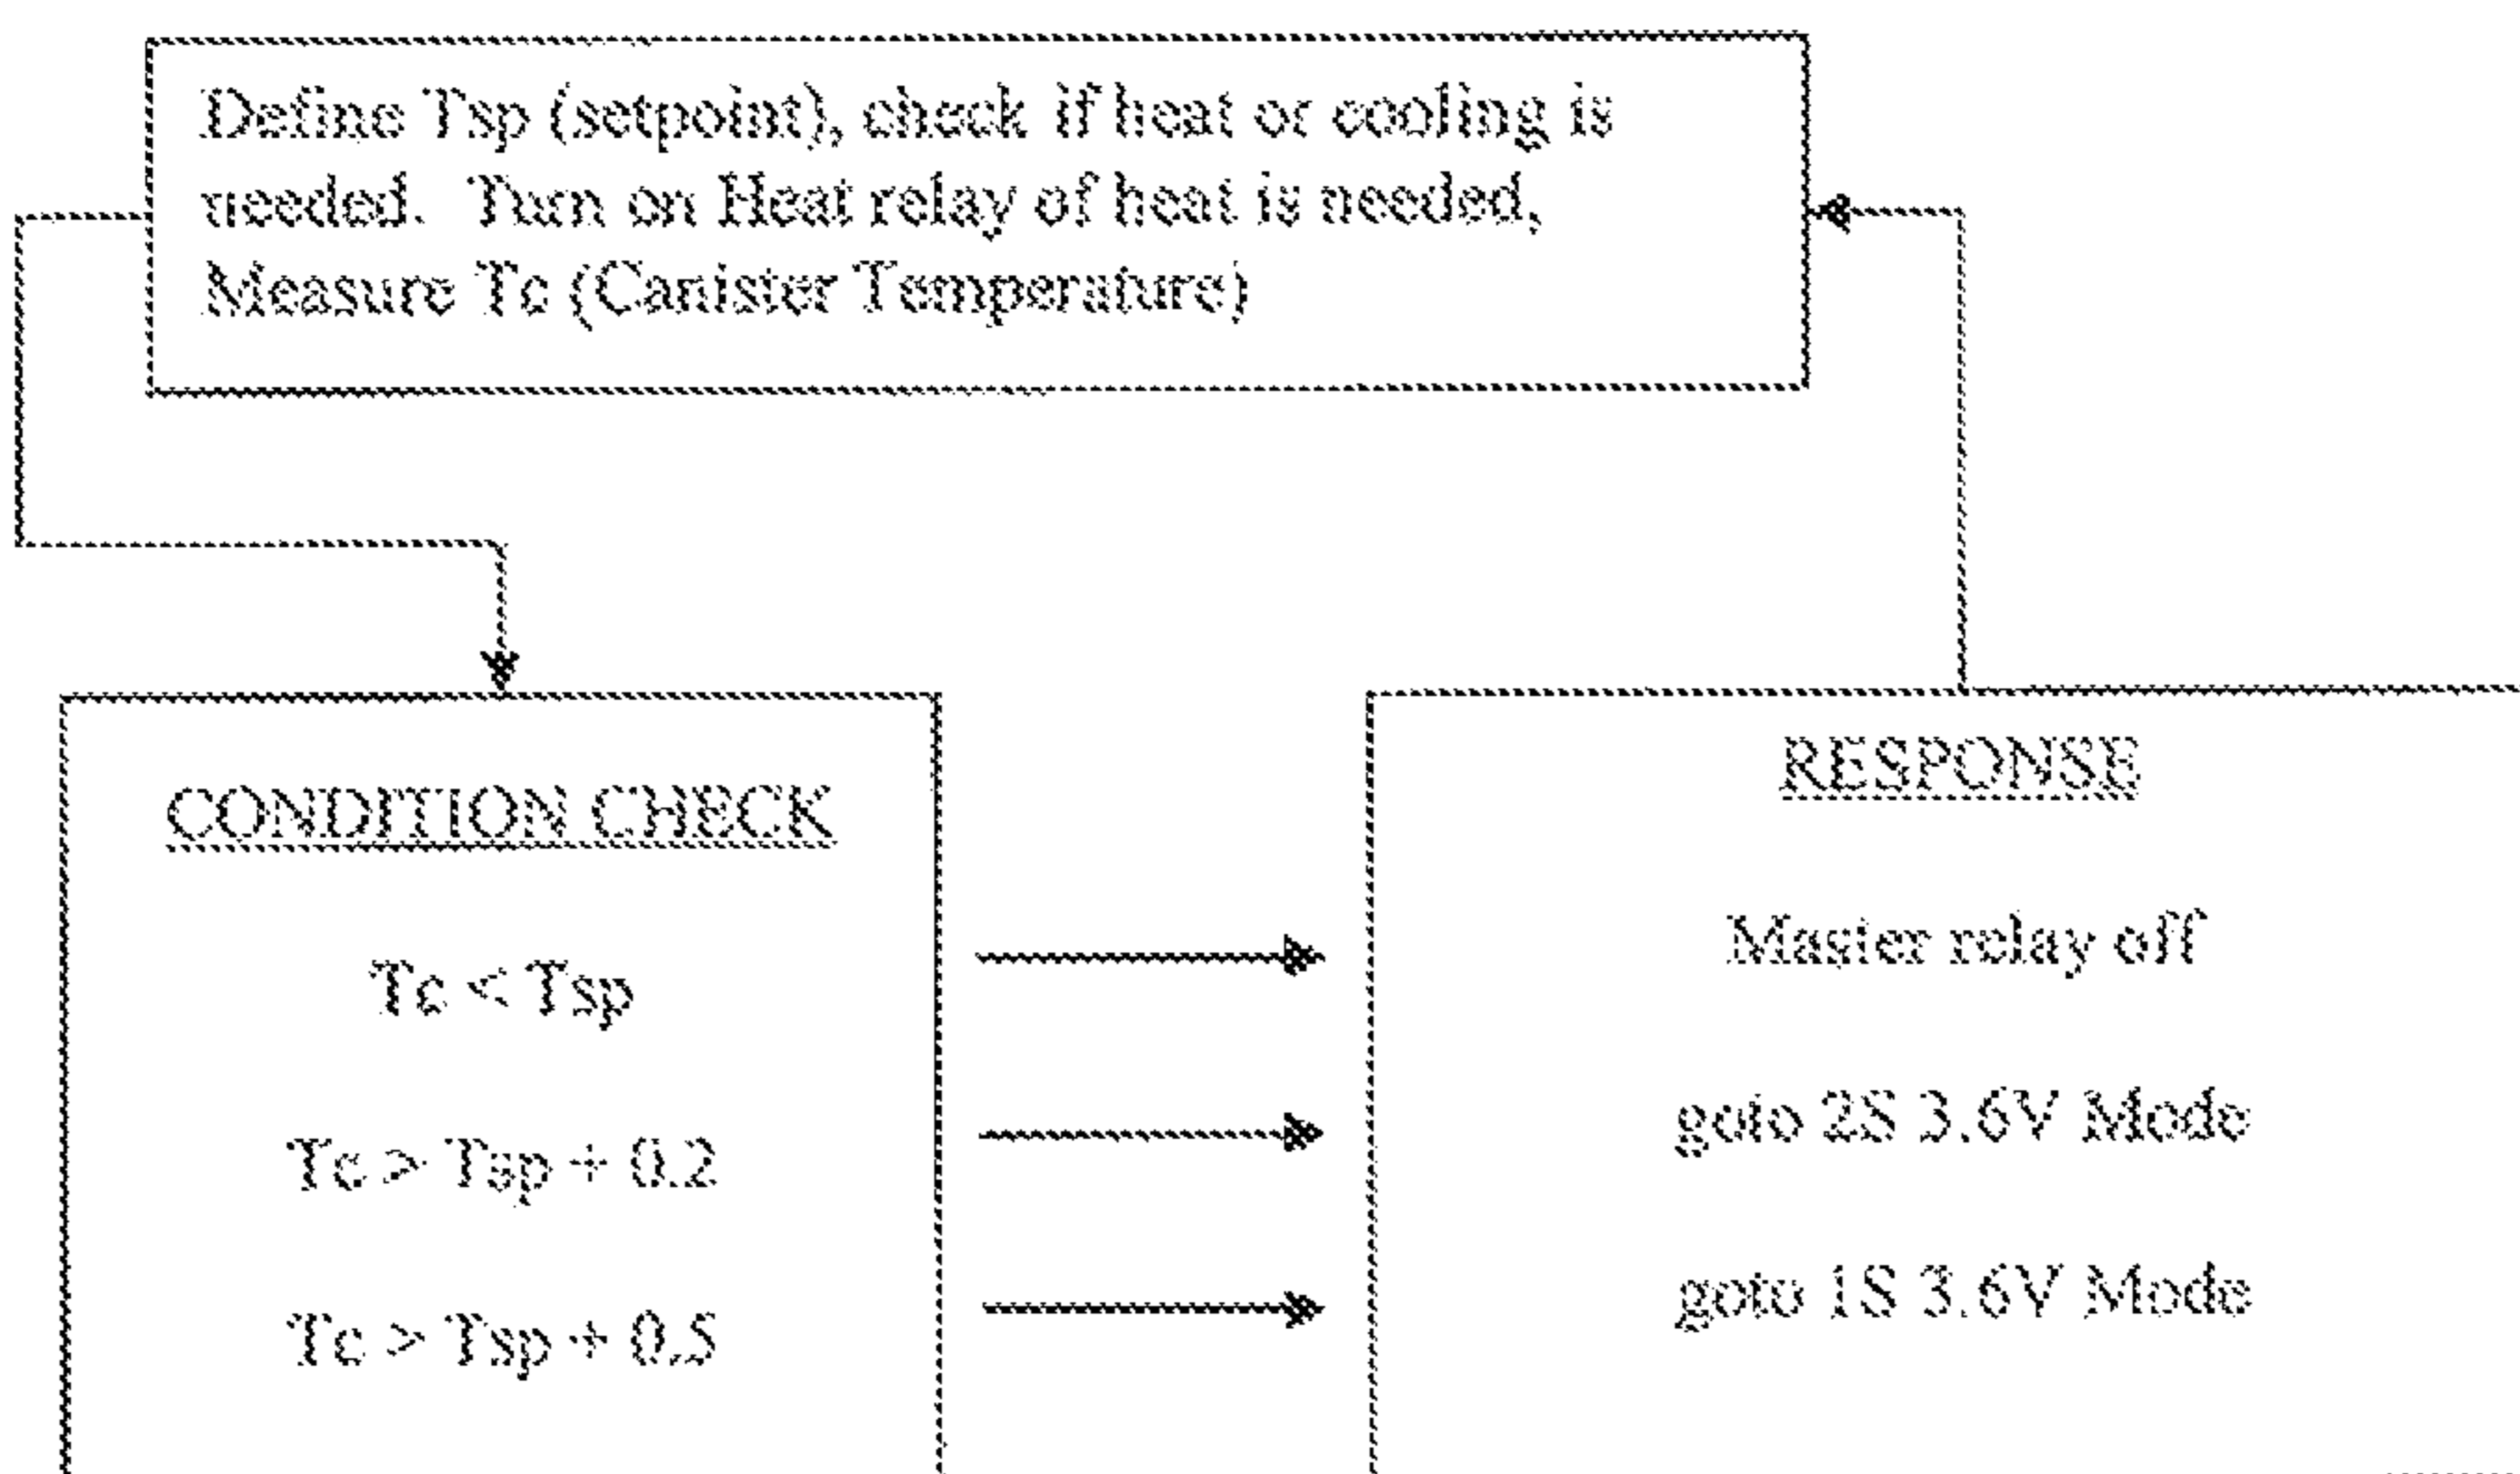 Define Tsp (setpoint), check if heat or cooling is
needed.  Turn on Heat relay of heat is needed,
Measure Tc (Canister Temperature)
CONDITION CHECK
Tc < Tsp
Tc > Tsp + 0.2
Tc > Tsp + 0.5
RESPONSE
Master relay off
goto 2S 3.6V Mode
goto 1S 3.6V Mode